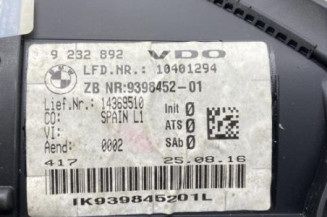 9 232 892 VDO
LFD.NR.: 10401294
ZB NR:9398452-01
Lief.Nr.: 14369510 Init 0
CO: SPAIN L1 ATS 0
VI: SAb 0
Aend: 0002
417 25.08.16
IK939845201L